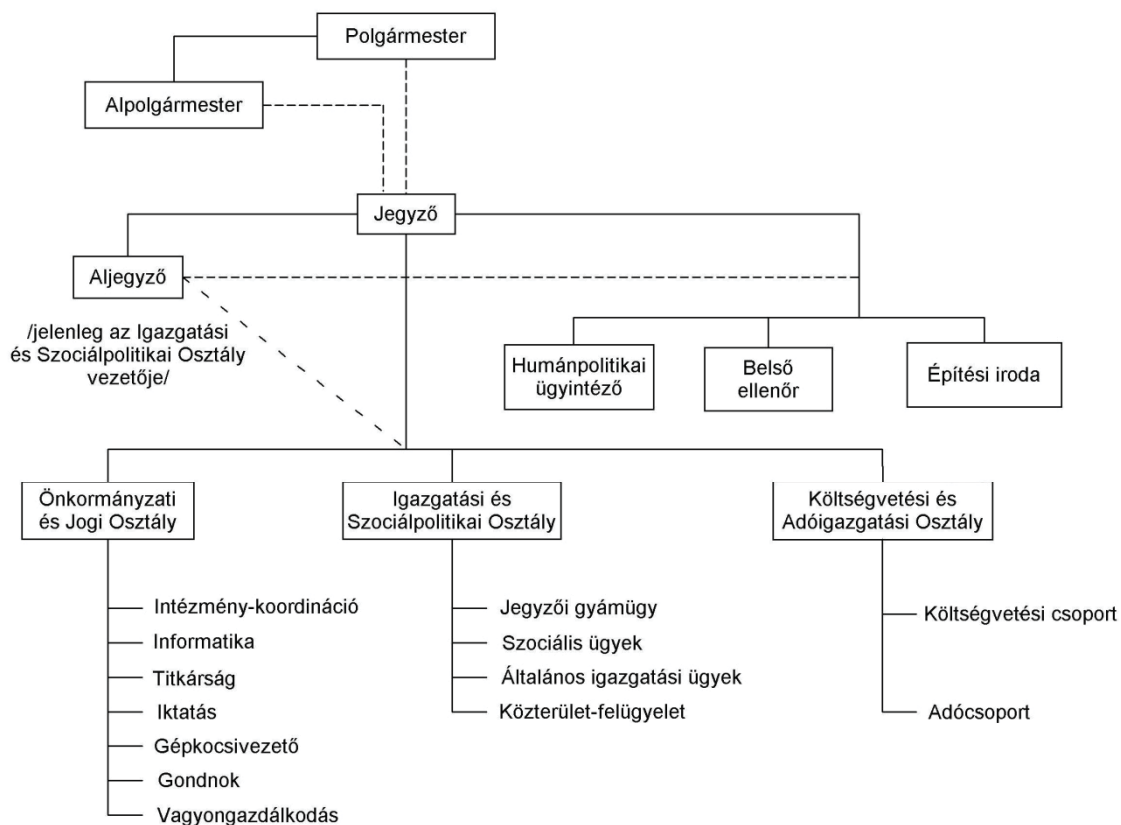 Polgármester
Alpolgármester
Jegyző
Aljegyző
/jelenleg az Igazgatási
és Szociálpolitikai Osztály
vezetője/
Humánpolitikai
ügyintéző
Belső
ellenőr
Építési iroda
Önkormányzati
és Jogi Osztály
Igazgatási és
Szociálpolitikai Osztály
Költségvetési és
Adóigazgatási Osztály
Intézmény-koordináció
Informatika
Titkárság
Iktatás
Gépkocsivezető
Gondnok
Vagyongazdálkodás
Jegyzői gyámügy
Szociális ügyek
Általános igazgatási ügyek
Közterület-felügyelet
Költségvetési csoport
Adócsoport